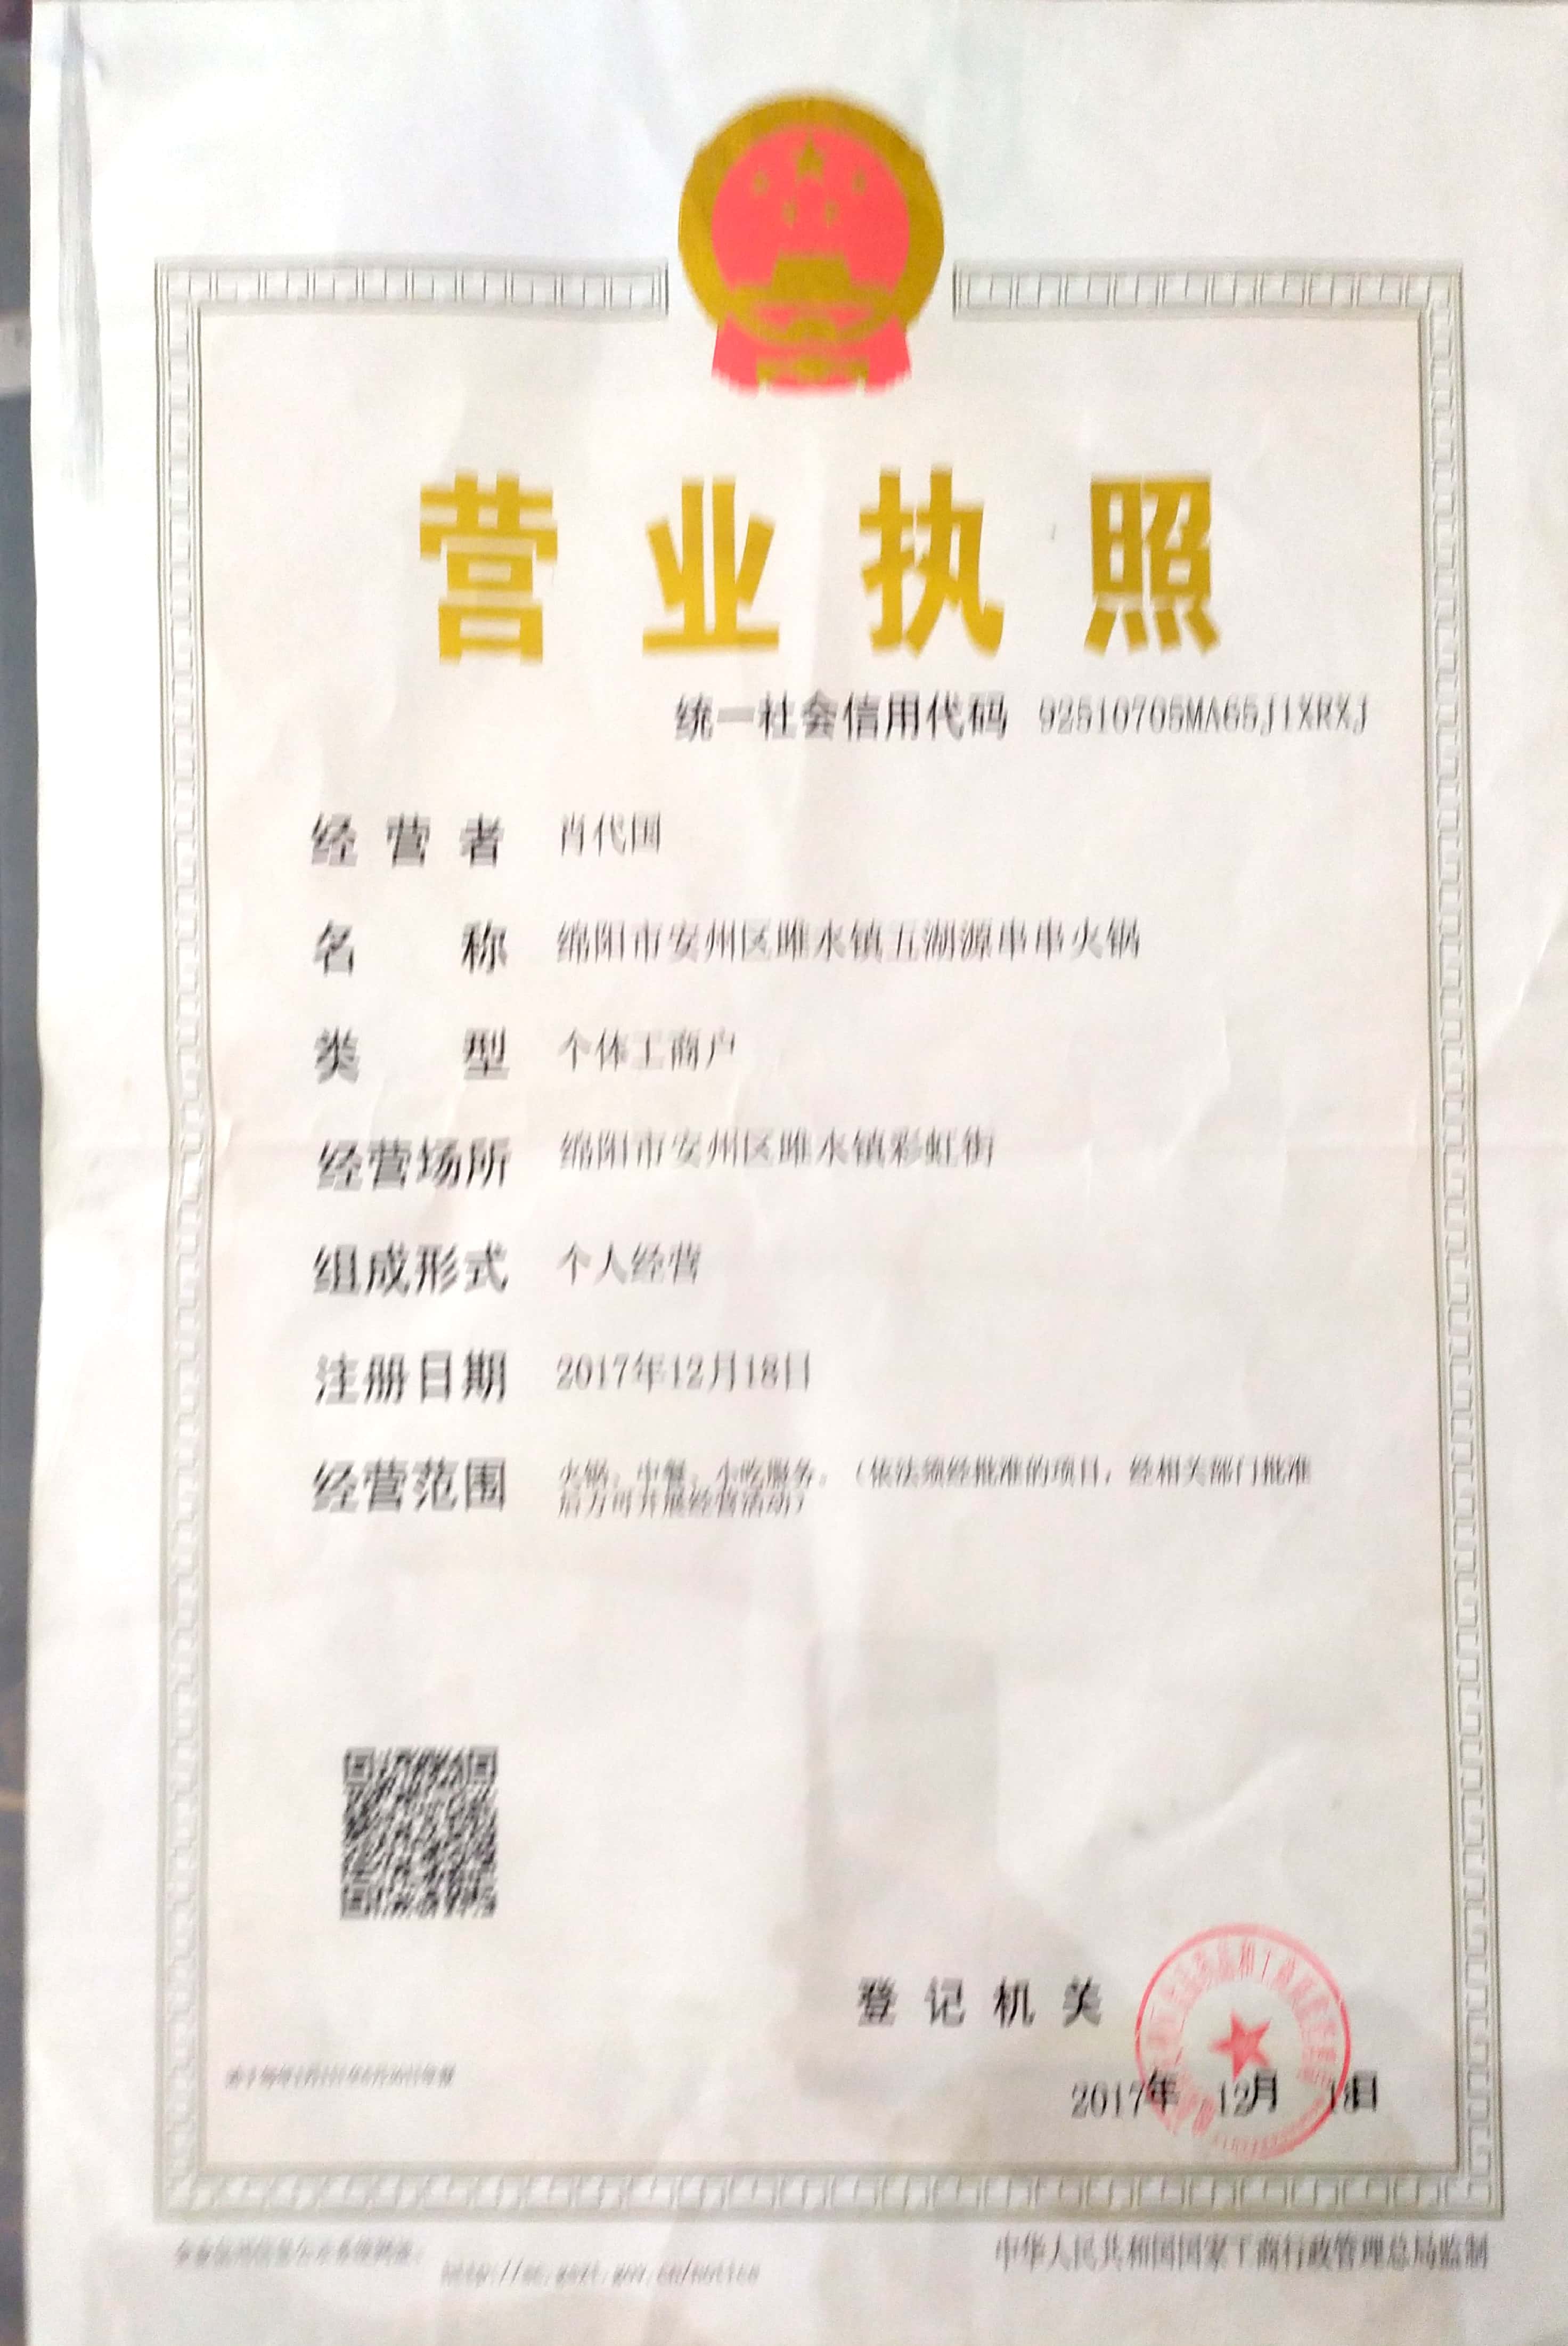 营业执照
统一社会信用代码 92510705MA65J1XRXJ
经营者 肖代国
名称 绵阳市安州区雎水镇五湖源串串火锅
类型 个体工商户
经营场所 绵阳市安州区雎水镇彩虹街
组成形式 个人经营
注册日期 2017年12月18日
经营范围 火锅、中餐、小吃服务。(依法须经批准的项目,经相关部门批准
后方可开展经营活动)
登记机关
2017年 12月 18日
中华人民共和国国家工商行政管理总局监制